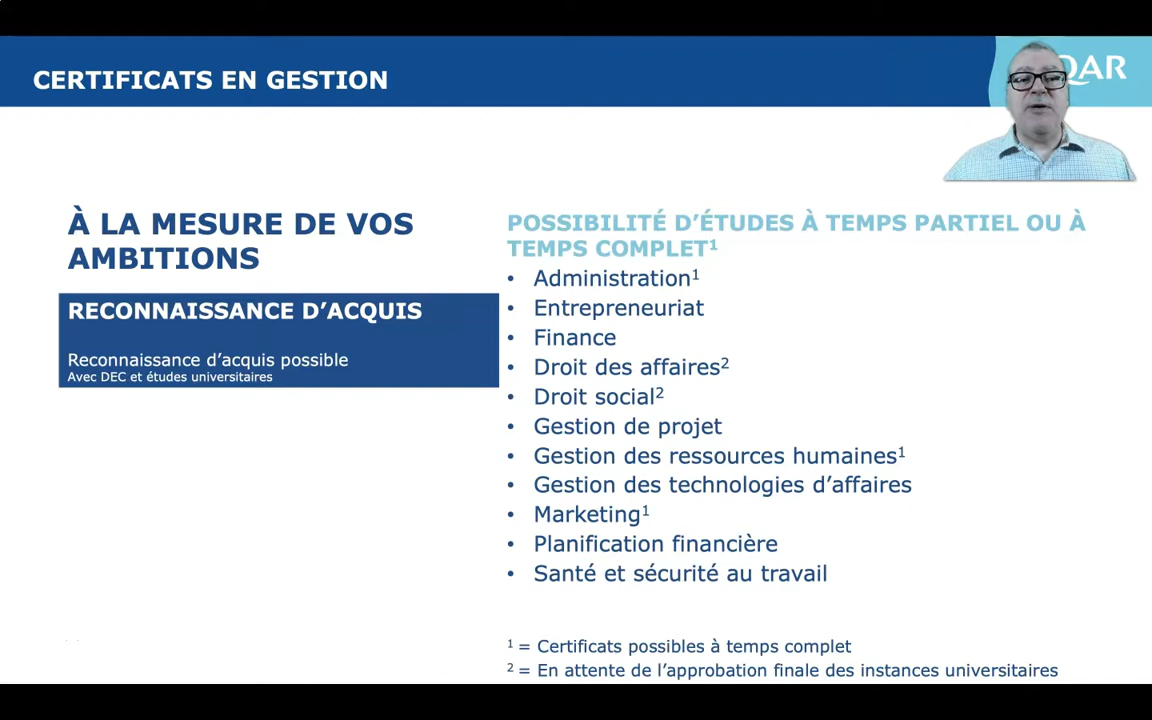 CERTIFICATS EN GESTION
QAR
À LA MESURE DE VOS
AMBITIONS
RECONNAISSANCE D’ACQUIS
Reconnaissance d’acquis possible
Avec DEC et études universitaires
POSSIBILITÉ D’ÉTUDES À TEMPS PARTIEL OU À
TEMPS COMPLET¹
• Administration¹
• Entrepreneuriat
• Finance
• Droit des affaires²
• Droit social²
• Gestion de projet
• Gestion des ressources humaines¹
• Gestion des technologies d’affaires
• Marketing¹
• Planification financière
• Santé et sécurité au travail
¹ = Certificats possibles à temps complet
² = En attente de l’approbation finale des instances universitaires